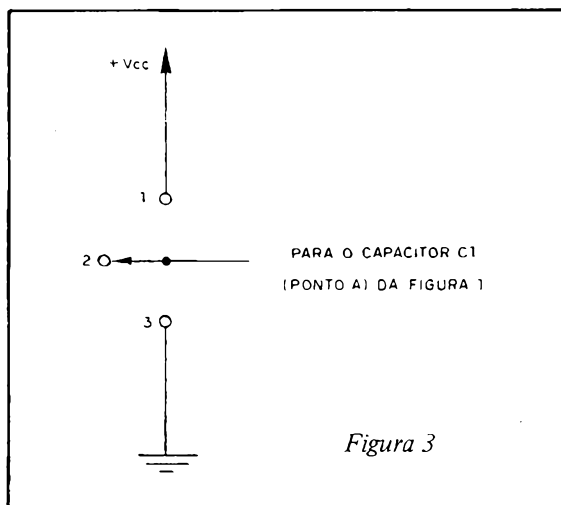 + Vcc
1
2
PARA O CAPACITOR C1
(PONTO A) DA FIGURA 1
3
Figura 3